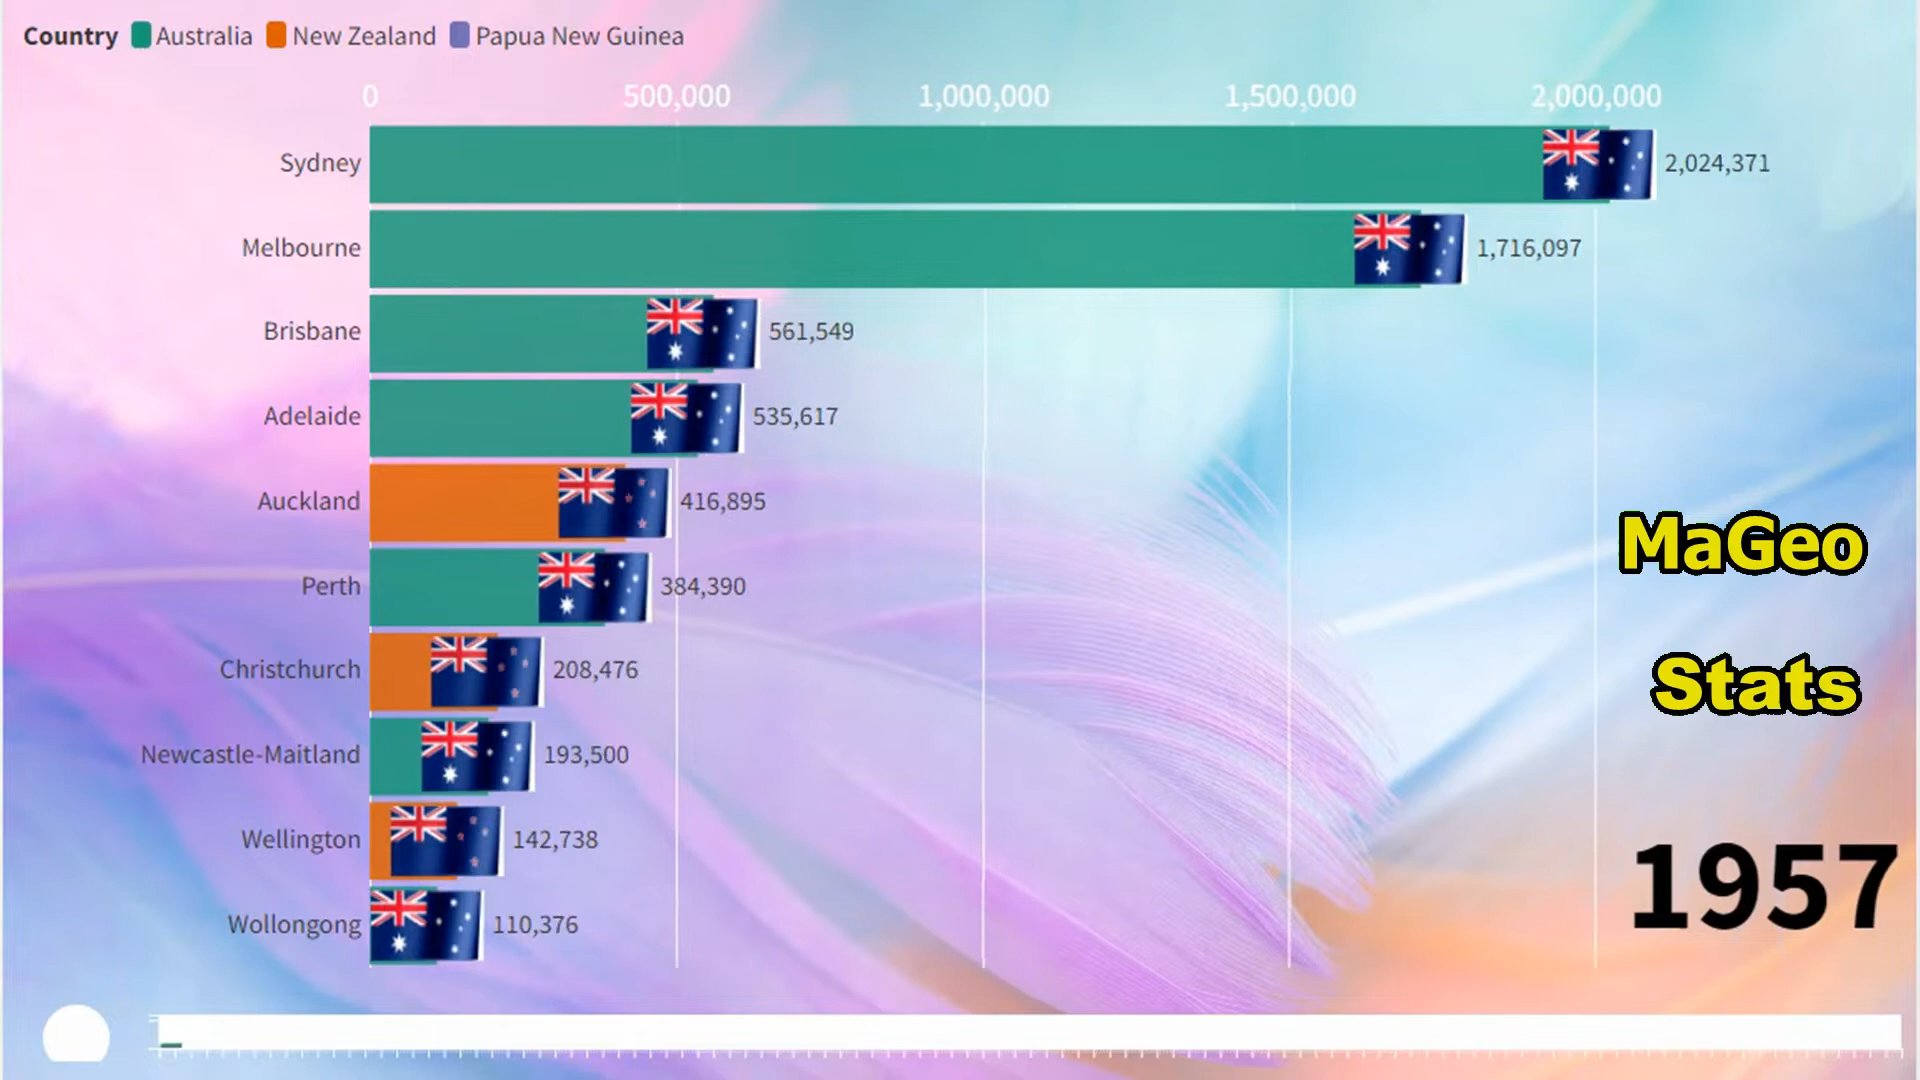 Country Australia New Zealand Papua New Guinea
0 500,000 1,000,000 1,500,000 2,000,000
Sydney 2,024,371
Melbourne 1,716,097
Brisbane 561,549
Adelaide 535,617
Auckland 416,895
Perth 384,390
Christchurch 208,476
Newcastle-Maitland 193,500
Wellington 142,738
Wollongong 110,376
MaGeo
Stats
1957